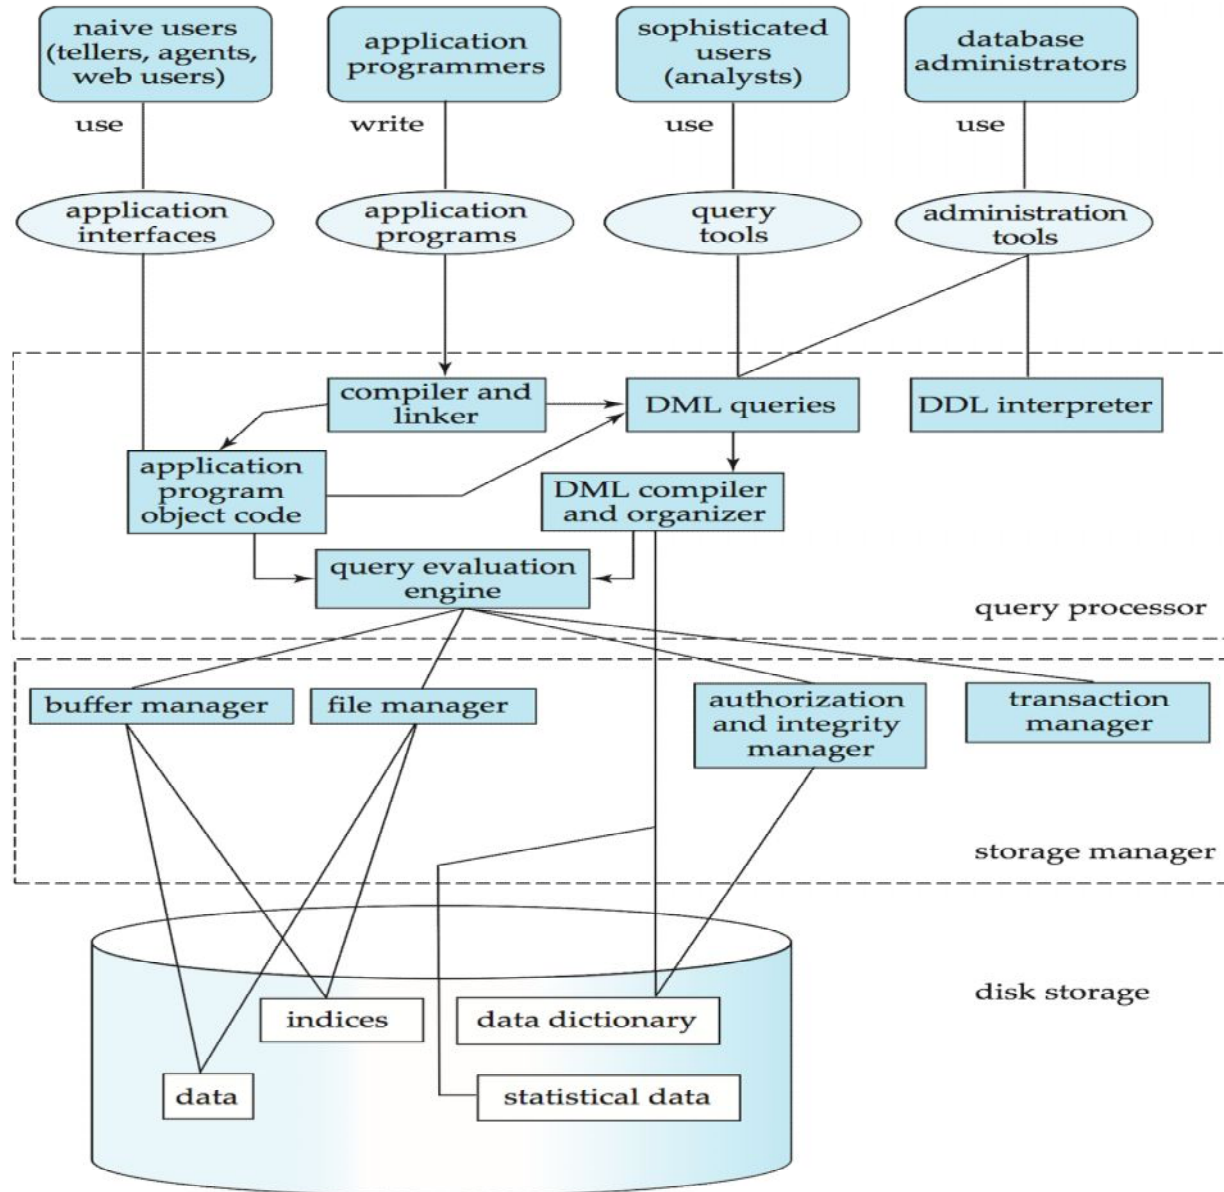 naive users
(tellers, agents,
web users)
application
programmers
sophisticated
users
(analysts)
database
administrators
use
write
use
use
application
interfaces
application
programs
query
tools
administration
tools
compiler and
linker
DML queries
DDL interpreter
application
program
object code
DML compiler
and organizer
query evaluation
engine
query processor
buffer manager
file manager
authorization
and integrity
manager
transaction
manager
storage manager
disk storage
indices
data dictionary
data
statistical data